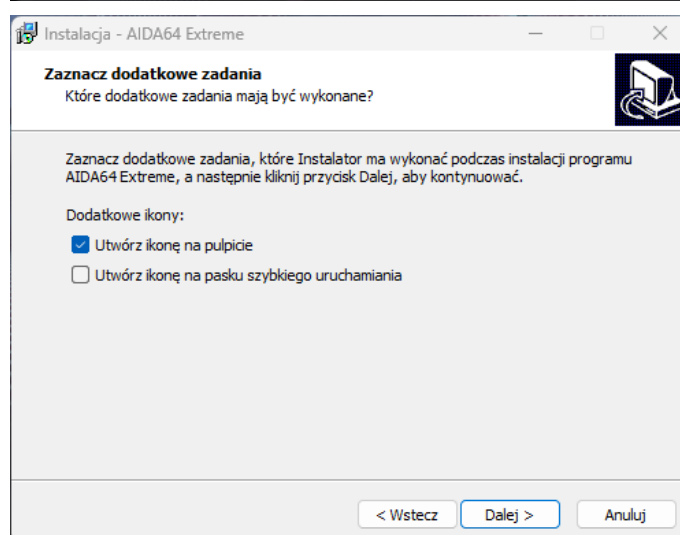 Instalacja - AIDA64 Extreme
Zaznacz dodatkowe zadania
Które dodatkowe zadania mają być wykonane?
Zaznacz dodatkowe zadania, które Instalator ma wykonać podczas instalacji programu
AIDA64 Extreme, a następnie kliknij przycisk Dalej, aby kontynuować.
Dodatkowe ikony:
Utwórz ikonę na pulpicie
Utwórz ikonę na pasku szybkiego uruchamiania
< Wstecz Dalej > Anuluj